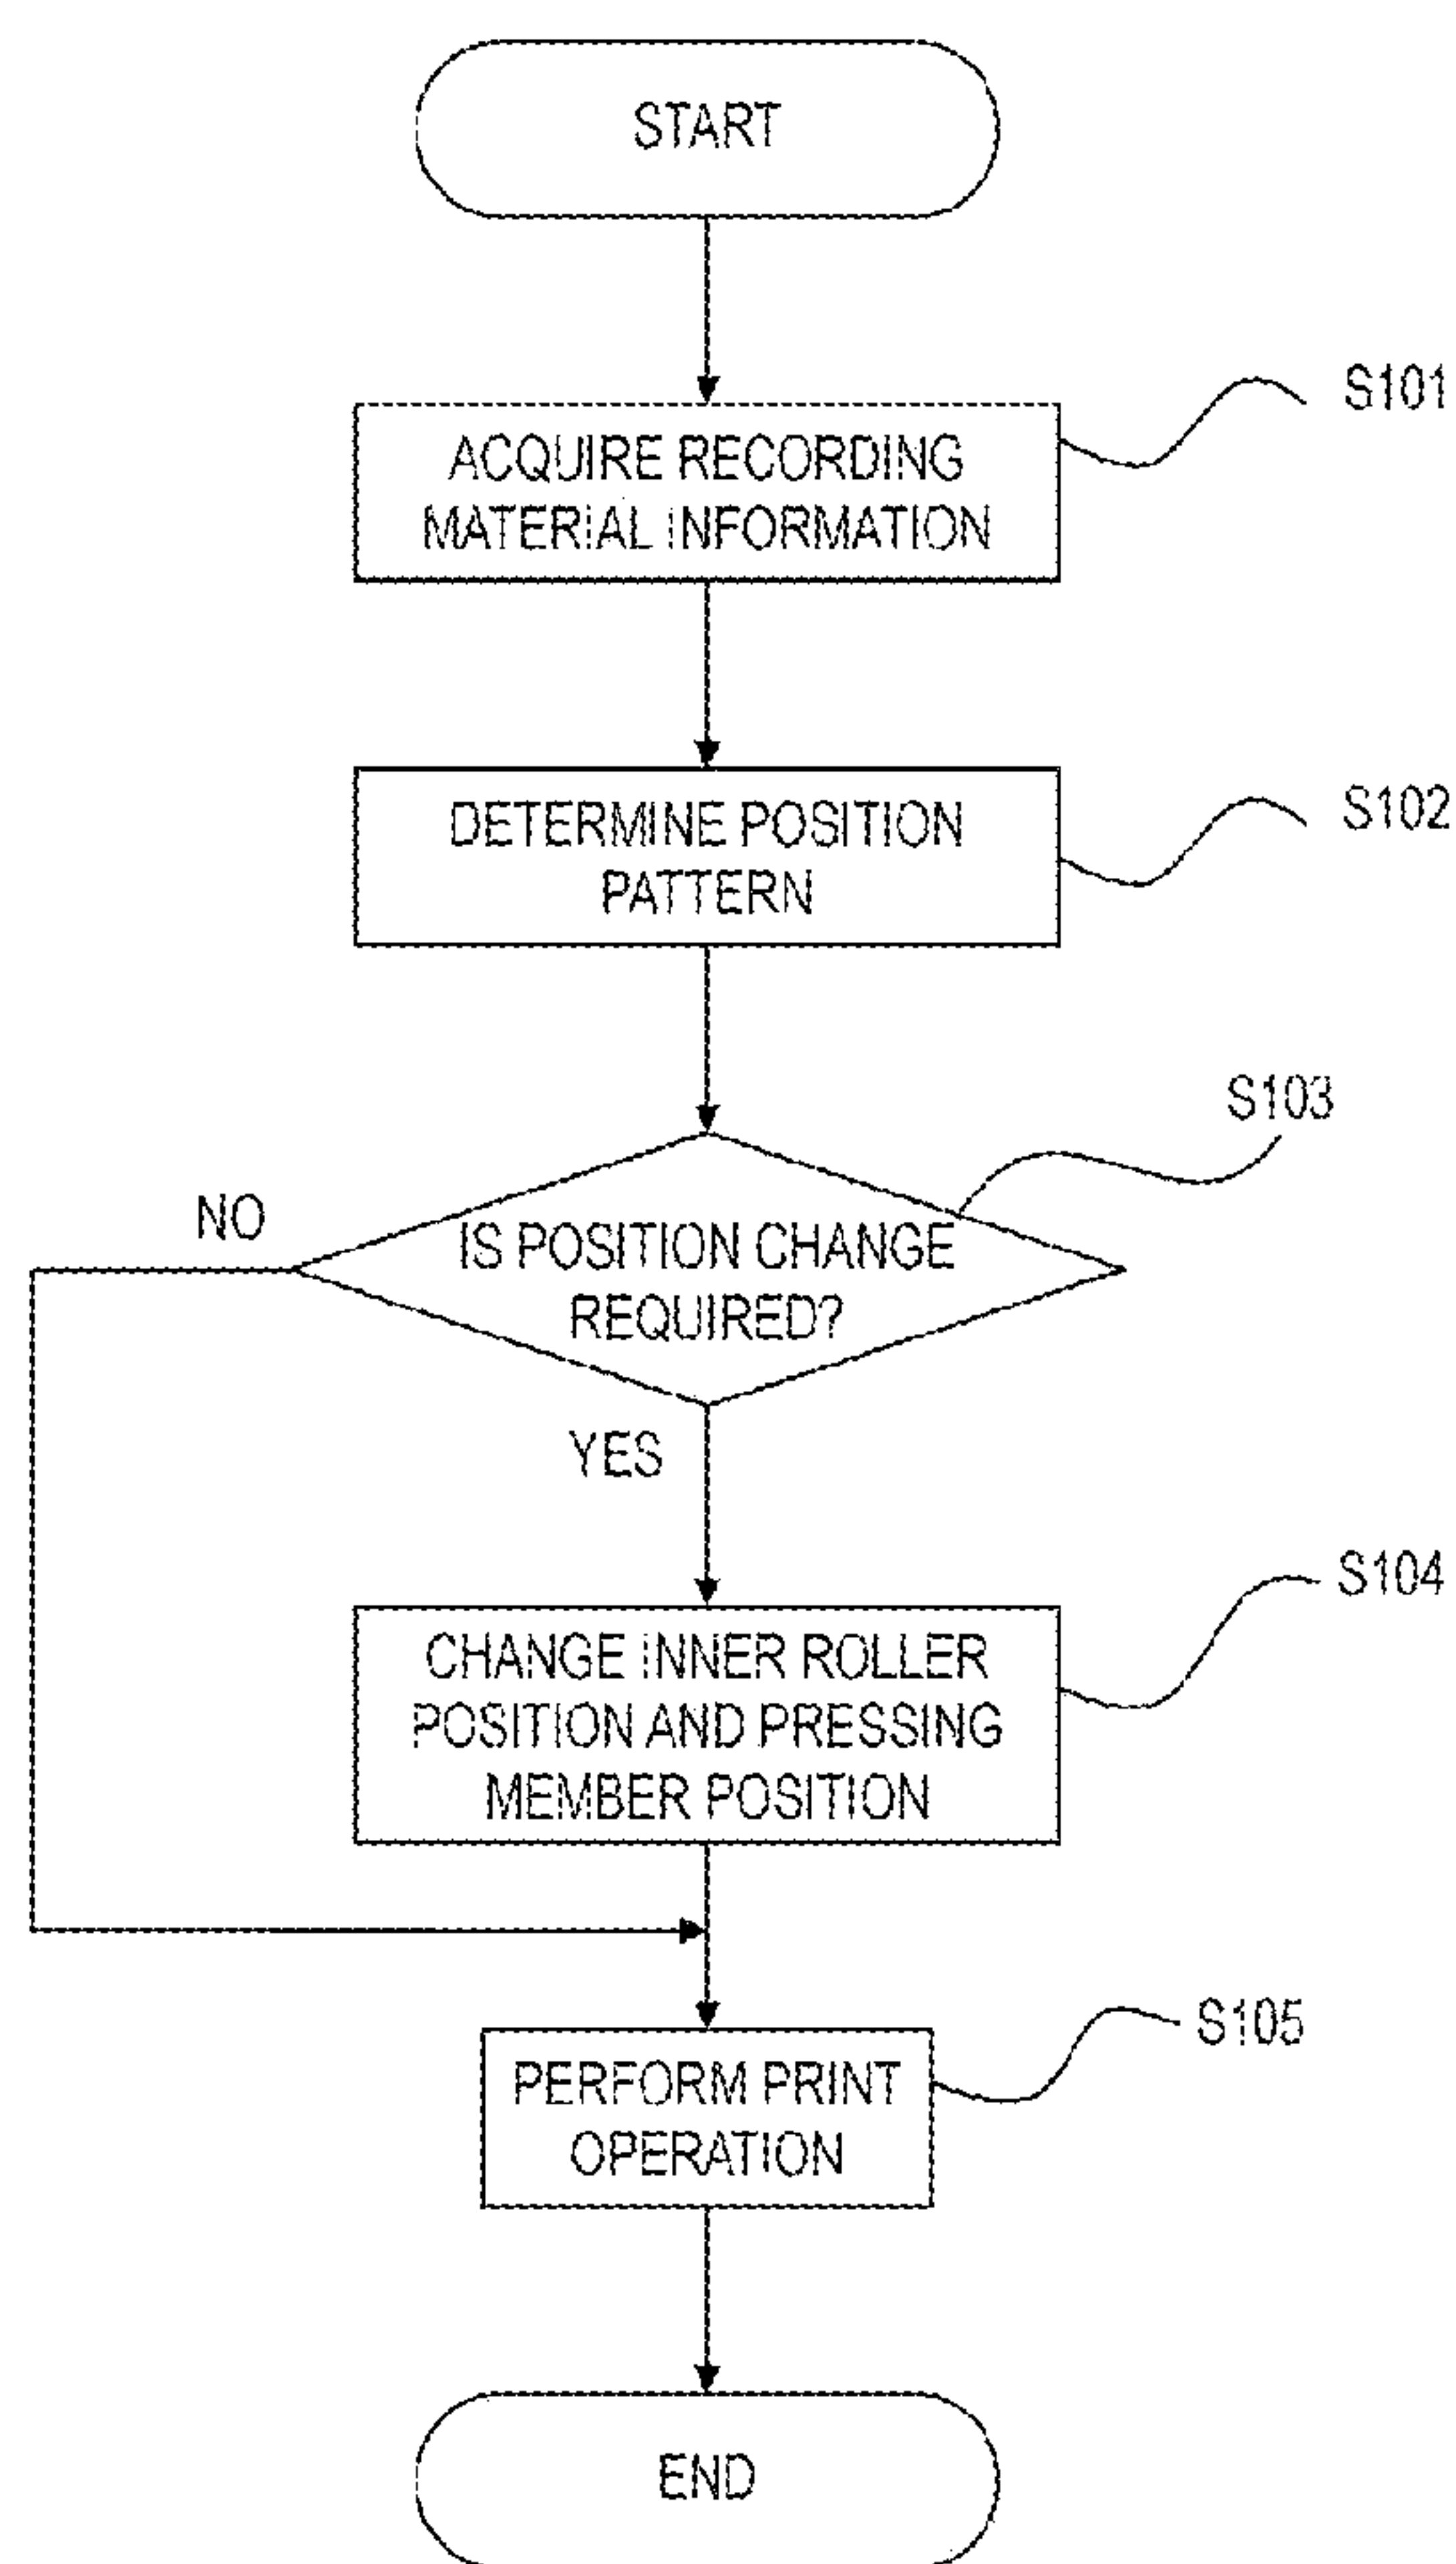 START
S101
ACQUIRE RECORDING
MATERIAL INFORMATION
S102
DETERMINE POSITION
PATTERN
S103
NO
IS POSITION CHANGE
REQUIRED?
YES
S104
CHANGE INNER ROLLER
POSITION AND PRESSING
MEMBER POSITION
S105
PERFORM PRINT
OPERATION
END